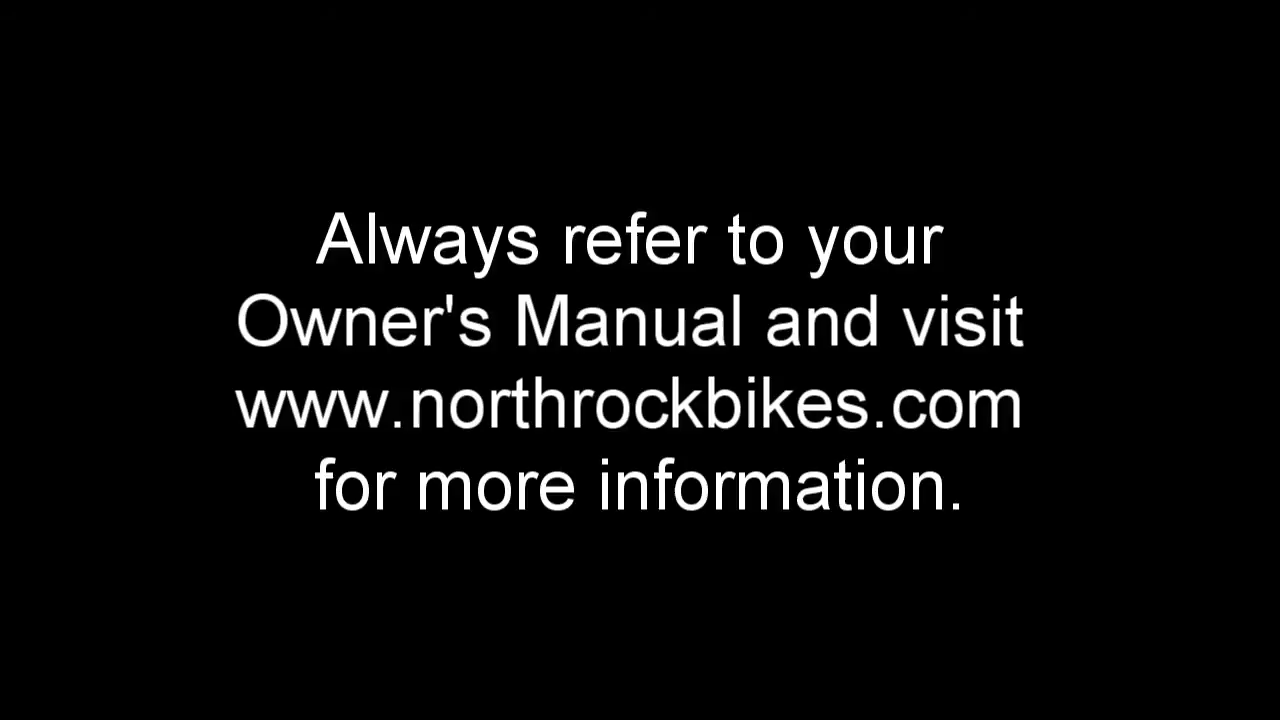 Always refer to your
Owner's Manual and visit
www.northrockbikes.com
for more information.